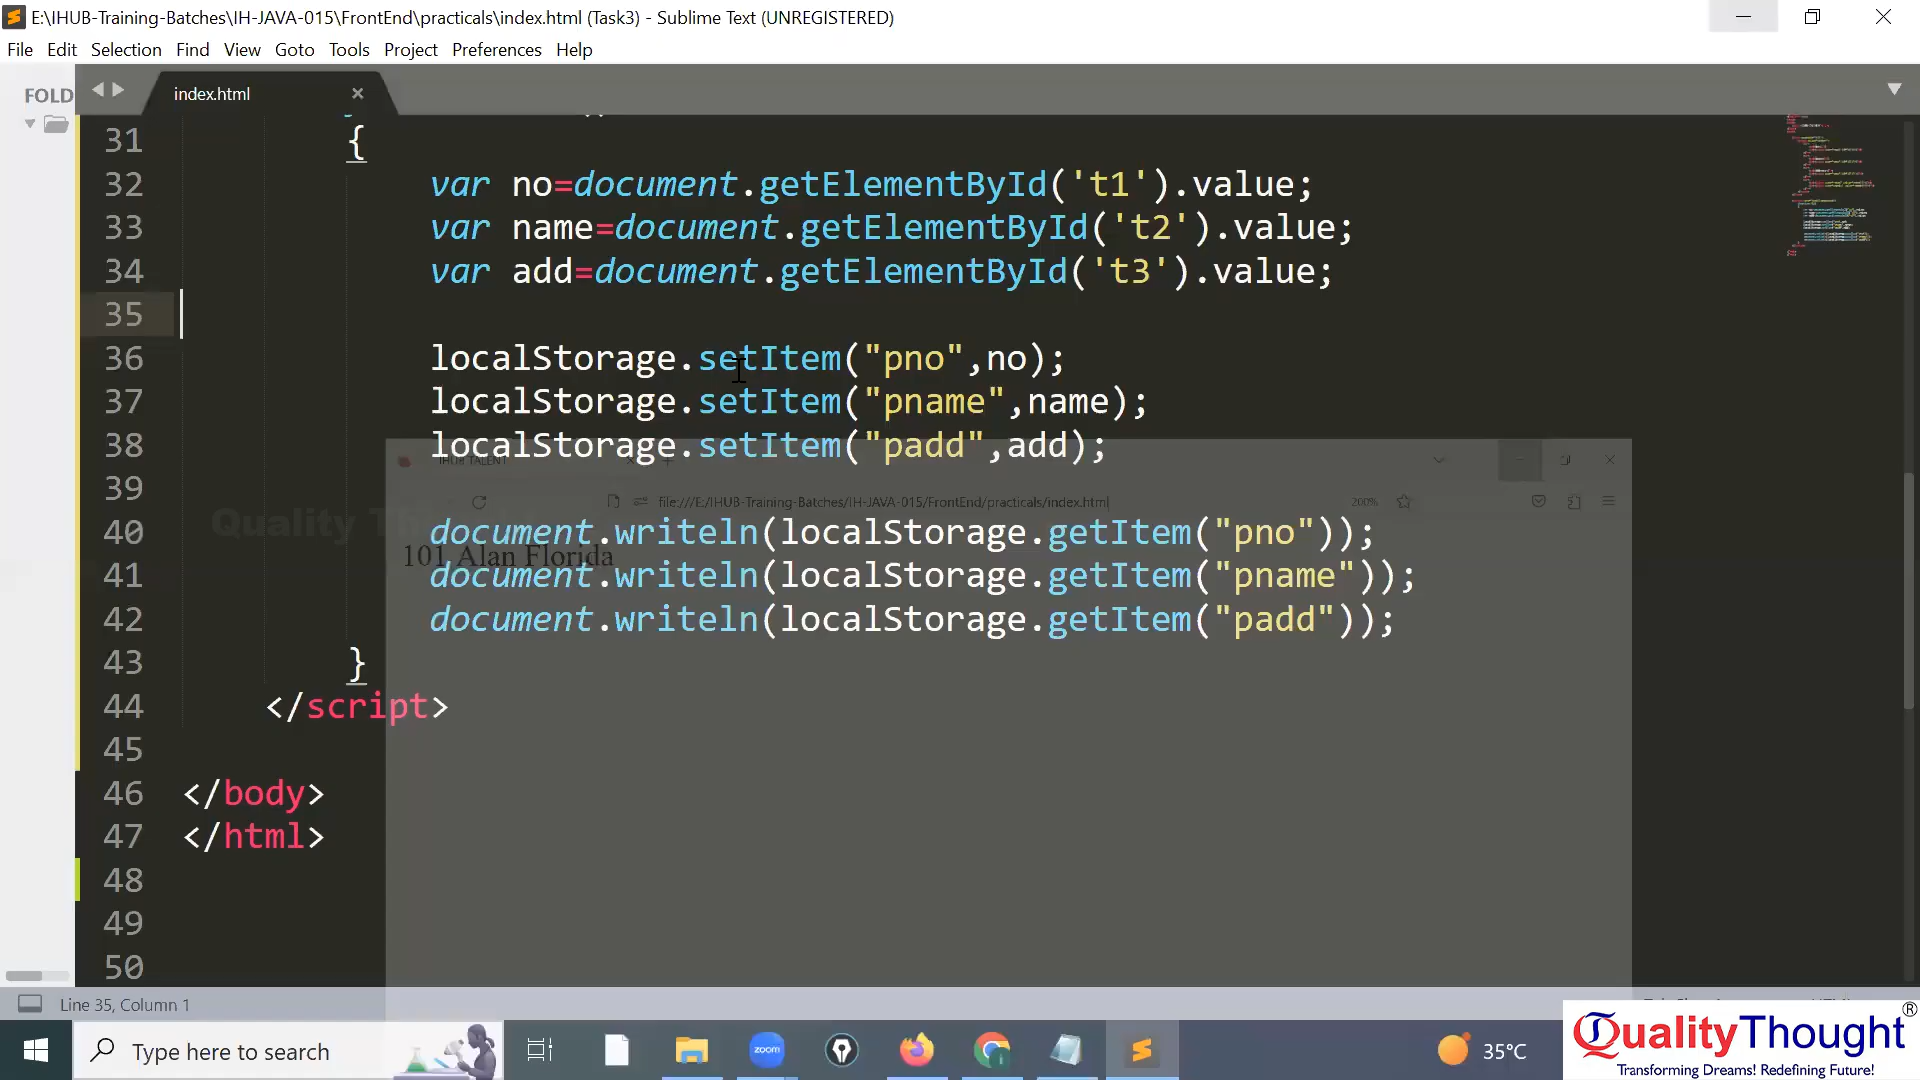 E:\IHUB-Training-Batches\IH-JAVA-015\FrontEnd\practicals\index.html (Task3) - Sublime Text (UNREGISTERED)
File Edit Selection Find View Goto Tools Project Preferences Help
FOLD
index.html
31 {
32 var no=document.getElementById('t1').value;
33 var name=document.getElementById('t2').value;
34 var add=document.getElementById('t3').value;
35
36 localStorage.setItem("pno",no);
37 localStorage.setItem("pname",name);
38 localStorage.setItem("padd",add);
IHUB TALENT
39
file:///E:/IHUB-Training-Batches/IH-JAVA-015/FrontEnd/practicals/index.html 200%
Quality
40 document.writeln(localStorage.getItem("pno"));
101 Alan Florida
41 document.writeln(localStorage.getItem("pname"));
42 document.writeln(localStorage.getItem("padd"));
43 }
44 </script>
45
46 </body>
47 </html>
48
49
50
Line 35, Column 1
Type here to search
zoom
35°C
QualityThought®
Transforming Dreams! Redefining Future!